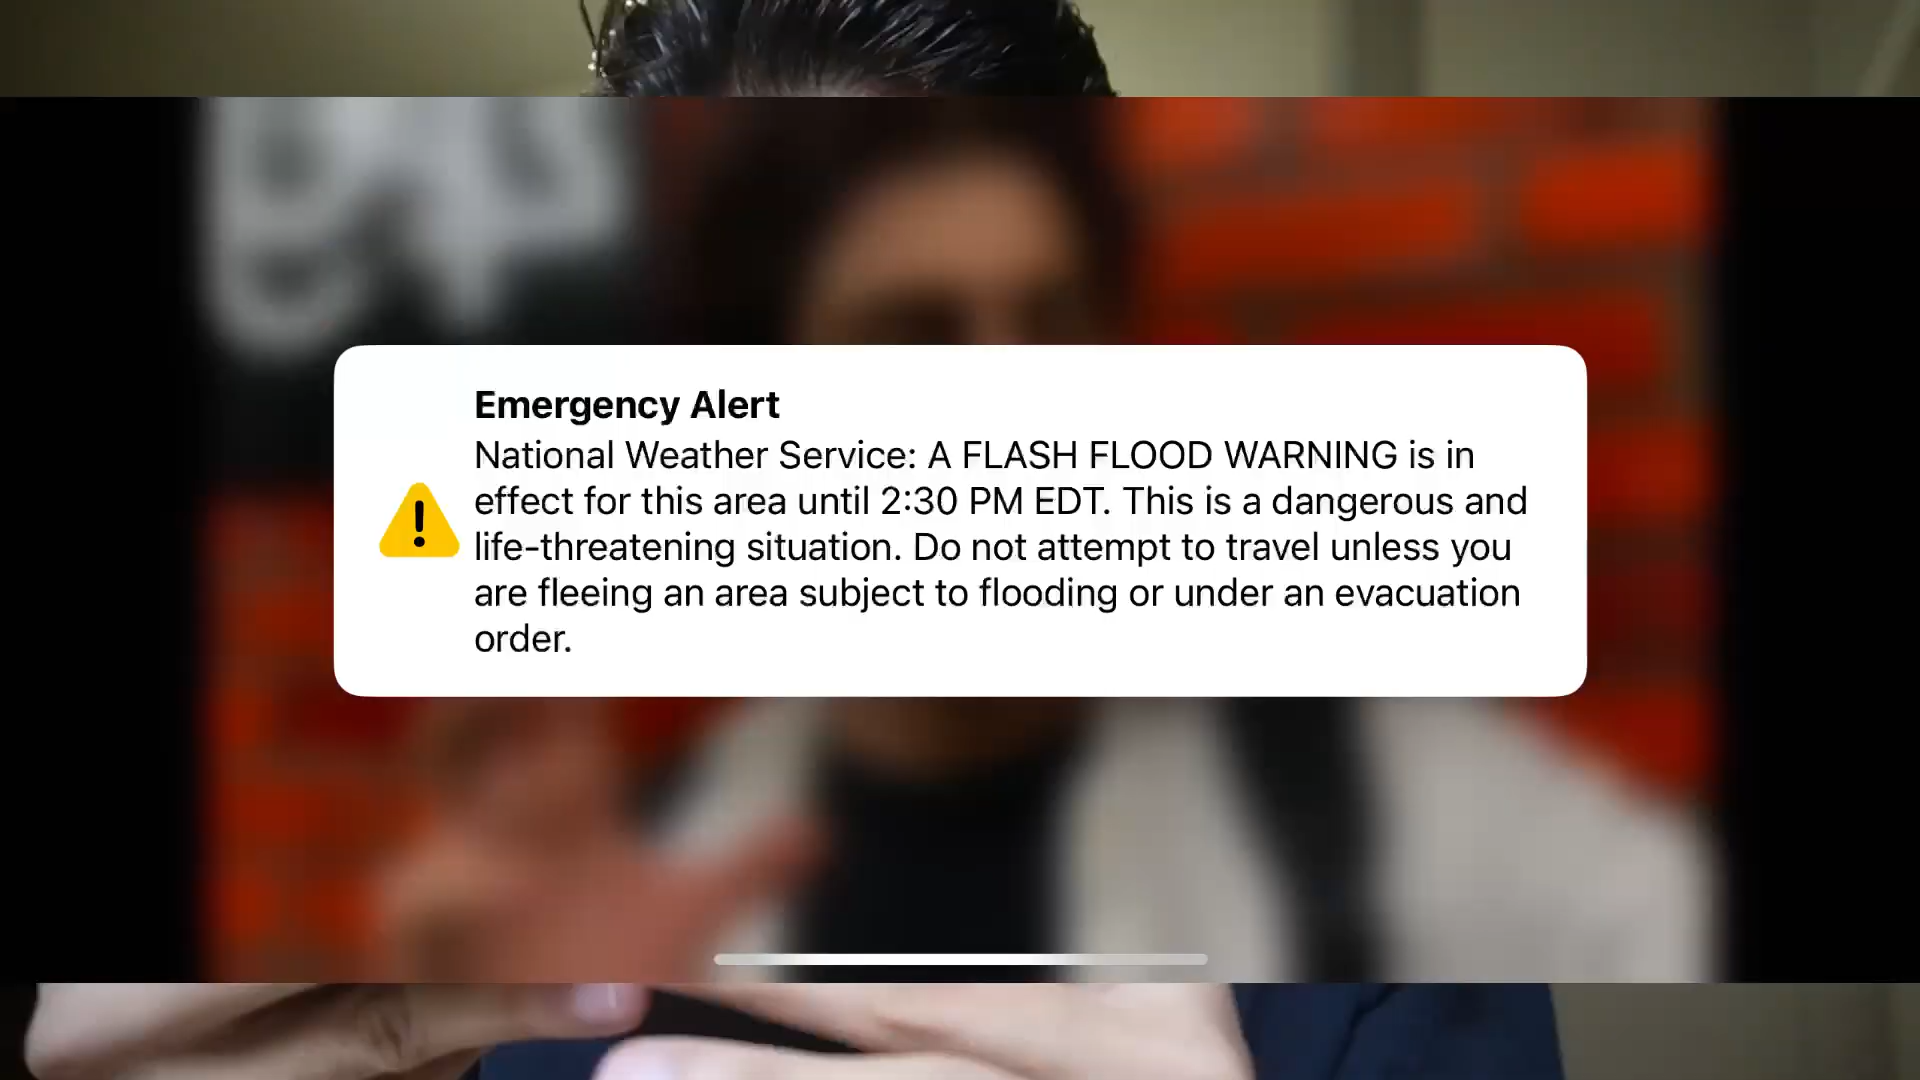 Emergency Alert
National Weather Service: A FLASH FLOOD WARNING is in
effect for this area until 2:30 PM EDT. This is a dangerous and
life-threatening situation. Do not attempt to travel unless you
are fleeing an area subject to flooding or under an evacuation
order.